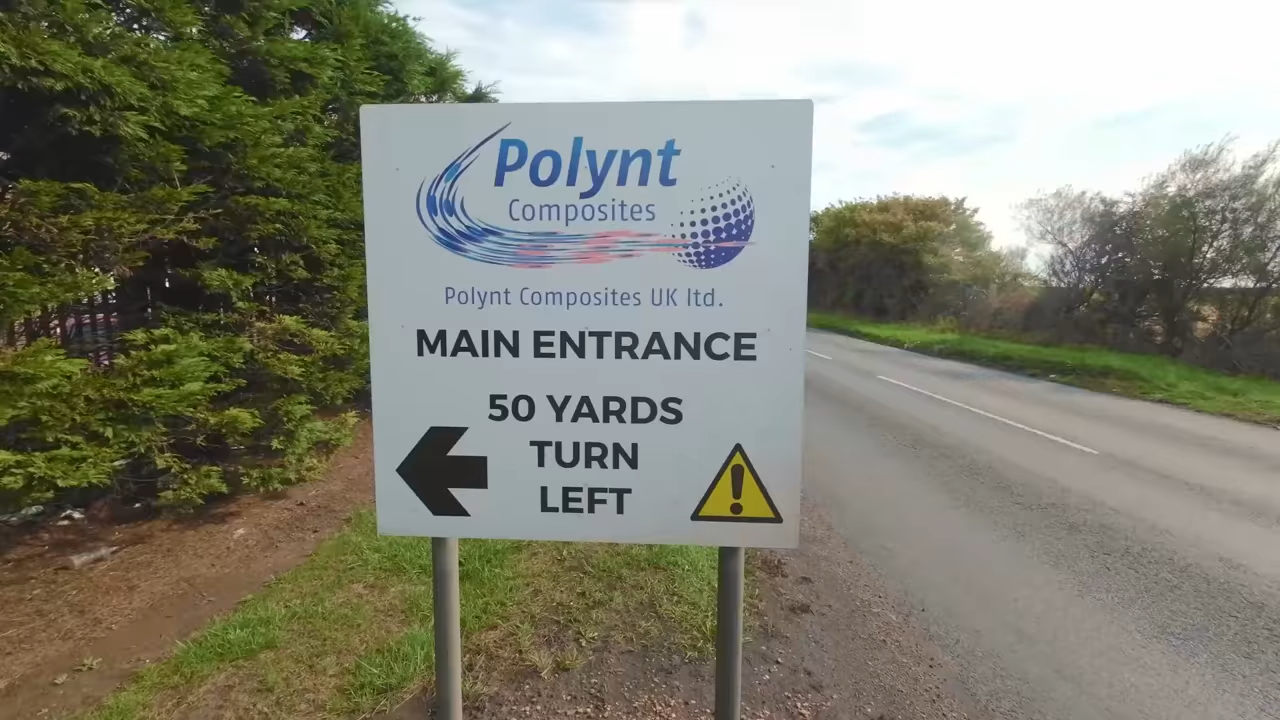 Polynt
Composites
Polynt Composites UK ltd.
MAIN ENTRANCE
50 YARDS
TURN
LEFT